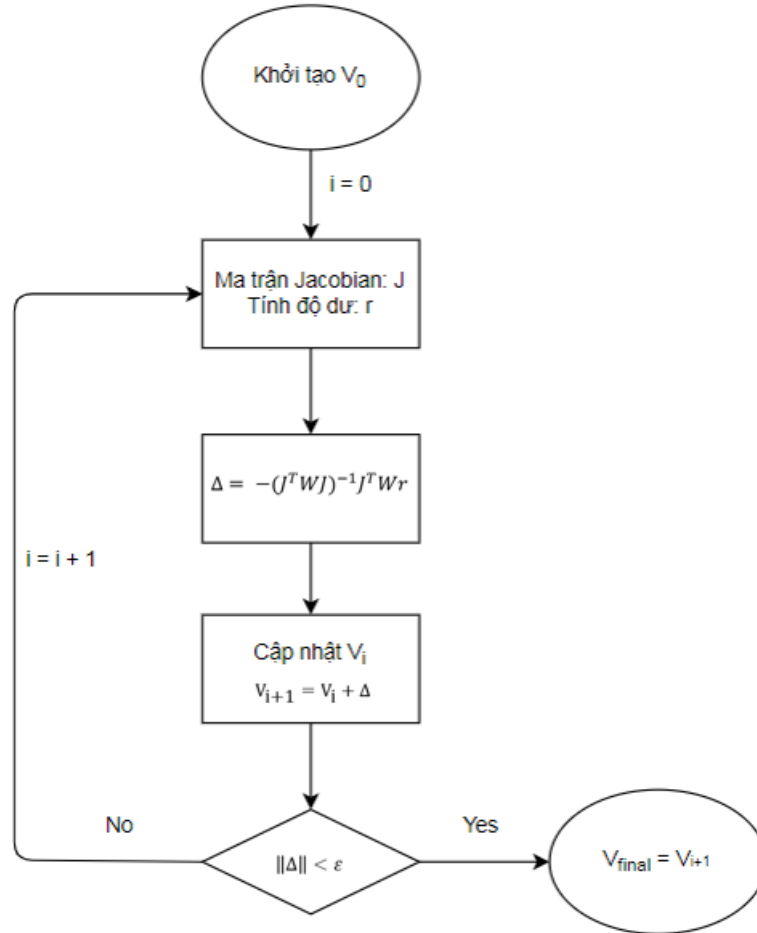 Khởi tạo V₀
i = 0
Ma trận Jacobian: J
Tính độ dư: r
Δ = −(JᵀWJ)⁻¹JᵀWr
i = i + 1
Cập nhật Vᵢ
Vᵢ₊₁ = Vᵢ + Δ
No
Yes
‖Δ‖ < ε
V_final = Vᵢ₊₁